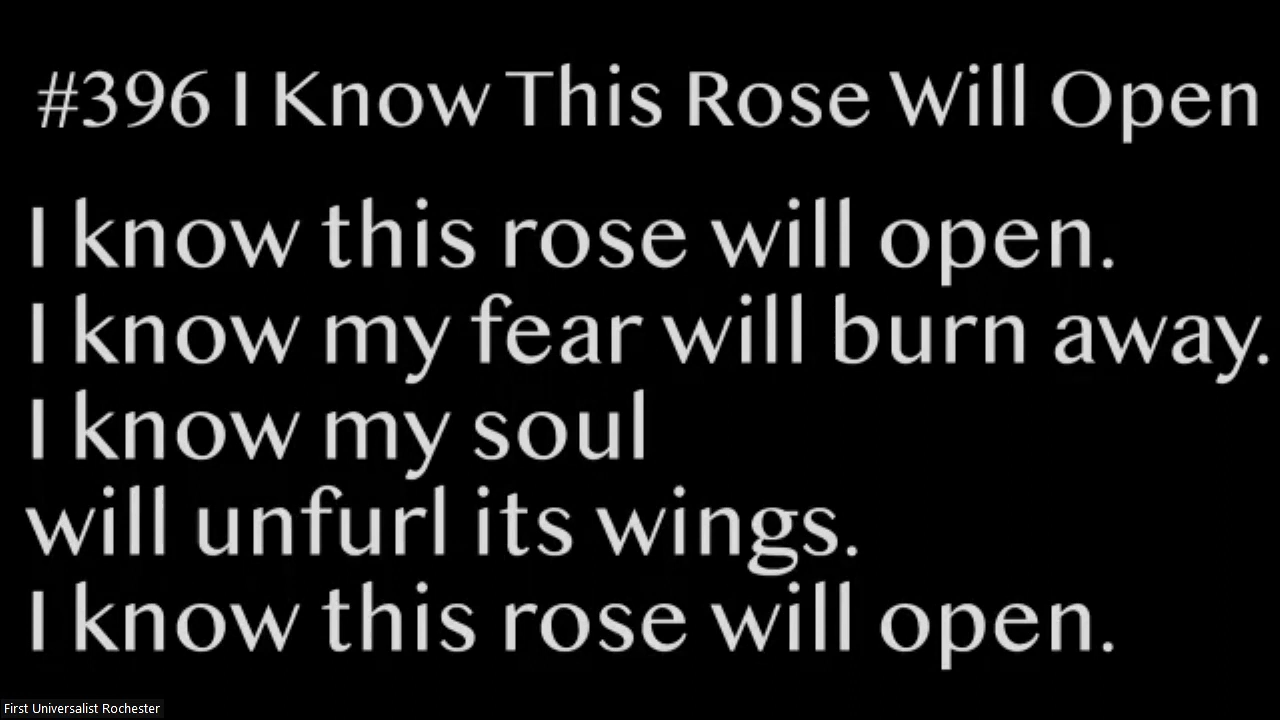 #396 I Know This Rose Will Open
I know this rose will open.
I know my fear will burn away.
I know my soul
will unfurl its wings.
I know this rose will open.
First Universalist Rochester